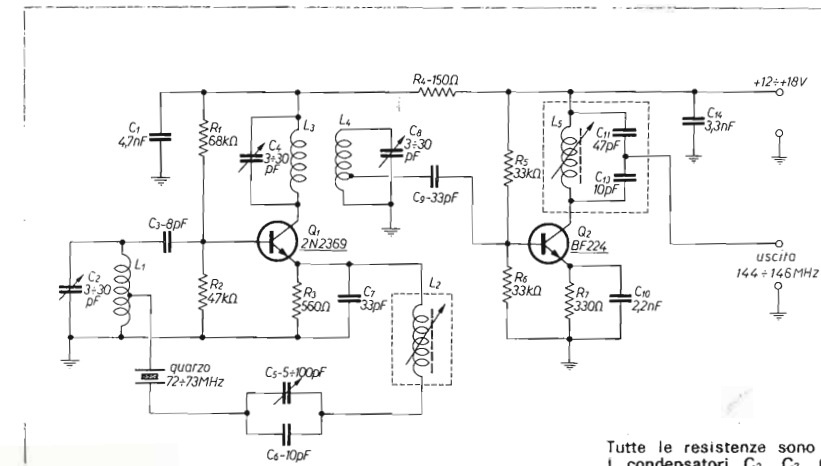 R4-150Ω
+12÷+18V
C1
4,7nF
R1
68kΩ
C4
3÷30
pF
L3
L4
C8
3÷30
pF
C9-33pF
R5
33kΩ
L5
C11
47pF
C13
10pF
C14
3,3nF
C3-8pF
Q1
2N2369
Q2
BF224
uscita
144÷146MHz
C2
3÷30
pF
L1
R2
47kΩ
R3
560Ω
C7
33pF
L2
R6
33kΩ
R7
330Ω
C10
2,2nF
quarzo
72÷73MHz
C5-5÷100pF
C6-10pF
Tutte le resistenze sono
I condensatori C2, C3